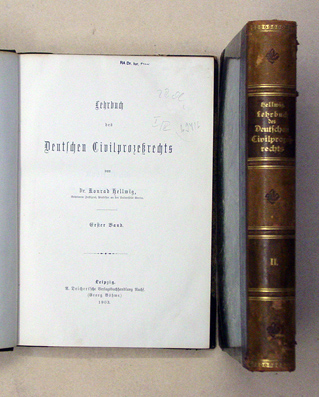 Lehrbuch
des
Deutschen Civilprozeßrechts
von
Dr. Konrad Hellwig,
Erster Band.
Leipzig.
A. Deichert'sche Verlagsbuchhandlung Nachf.
(Georg Böhme).
1903.
Hellwig
Lehrbuch
des
Deutschen
Civilprozeß
rechts
II.